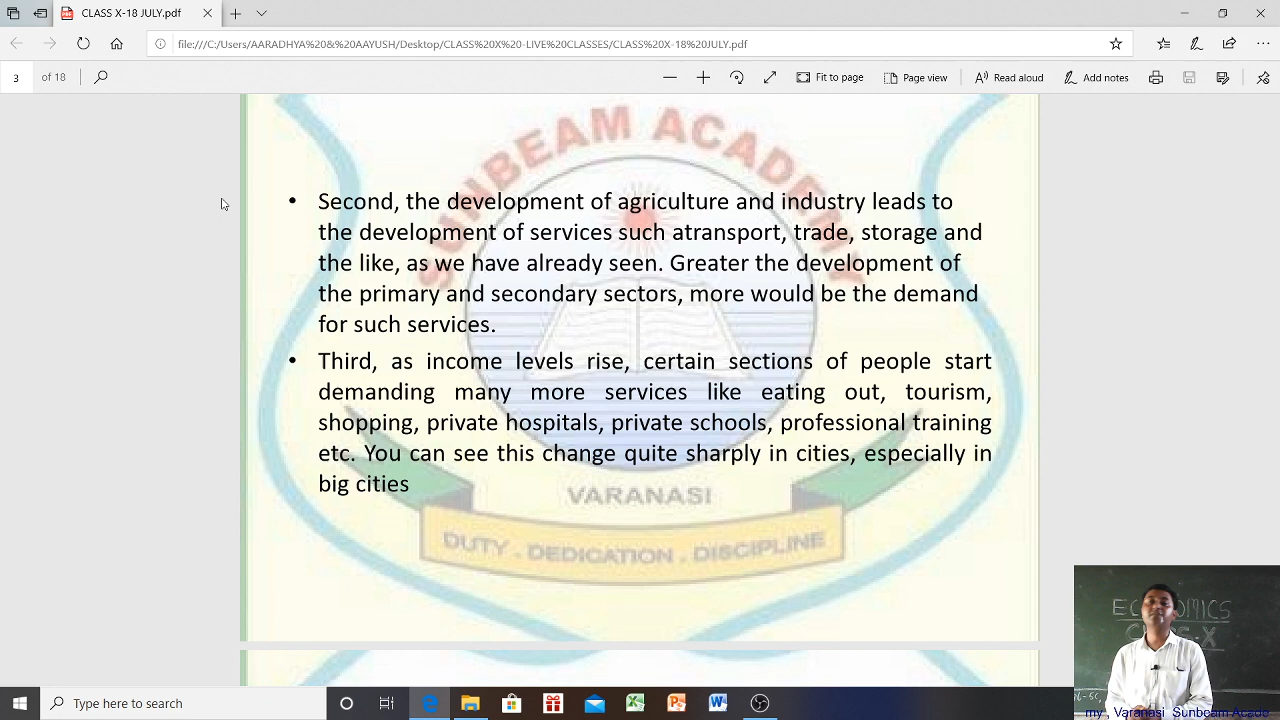 CLASS X-18 JULY.pdf
file:///C:/Users/AARADHYA%20&%20AAYUSH/Desktop/CLASS%20X%20-LIVE%20CLASSES/CLASS%20X-18%20JULY.pdf
3 of 18 Fit to page Page view Read aloud Add notes
SUNBEAM ACADEMY
• Second, the development of agriculture and industry leads to
the development of services such atransport, trade, storage and
the like, as we have already seen. Greater the development of
the primary and secondary sectors, more would be the demand
for such services.
• Third, as income levels rise, certain sections of people start
demanding many more services like eating out, tourism,
shopping, private hospitals, private schools, professional training
etc. You can see this change quite sharply in cities, especially in
big cities
VARANASI
DUTY - DEDICATION - DISCIPLINE
ECONOMICS
my , Varanasi Sunbeam Acade
Type here to search